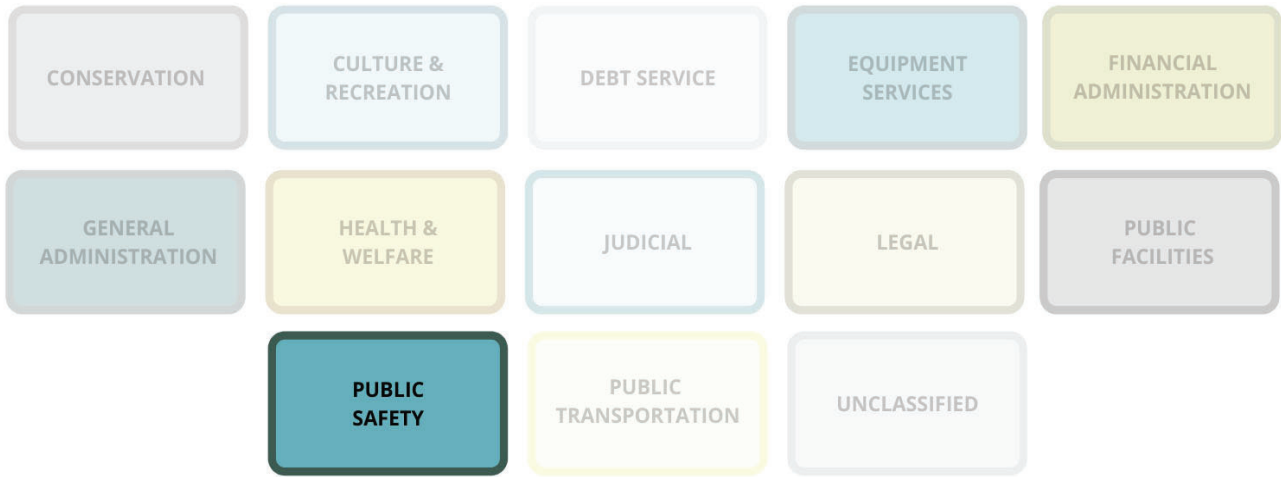 CONSERVATION
CULTURE &
RECREATION
DEBT SERVICE
EQUIPMENT
SERVICES
FINANCIAL
ADMINISTRATION
GENERAL
ADMINISTRATION
HEALTH &
WELFARE
JUDICIAL
LEGAL
PUBLIC
FACILITIES
PUBLIC
SAFETY
PUBLIC
TRANSPORTATION
UNCLASSIFIED